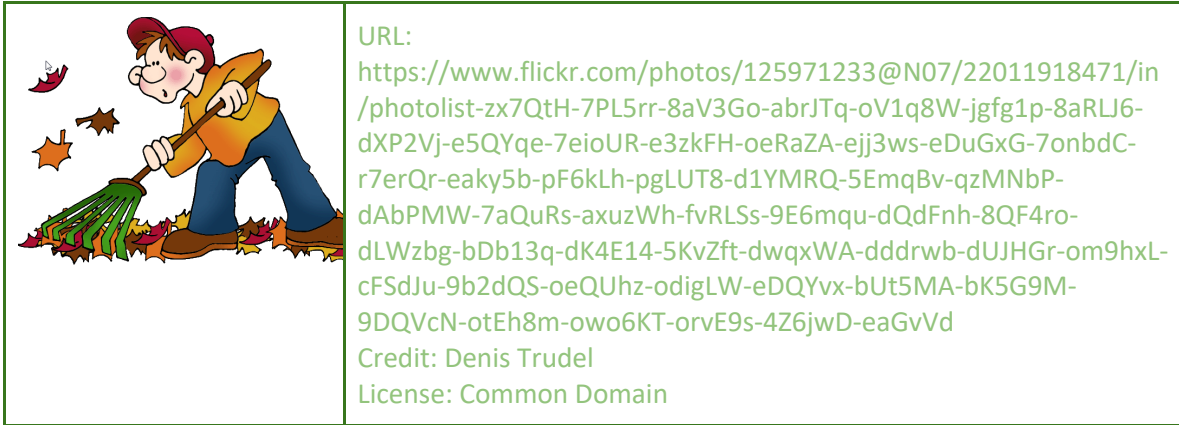 URL:
https://www.flickr.com/photos/125971233@N07/22011918471/in
/photolist-zx7QtH-7PL5rr-8aV3Go-abrJTq-oV1q8W-jgfg1p-8aRLJ6-
dXP2Vj-e5QYqe-7eioUR-e3zkFH-oeRaZA-ejj3ws-eDuGxG-7onbdC-
r7erQr-eaky5b-pF6kLh-pgLUT8-d1YMRQ-5EmqBv-qzMNbP-
dAbPMW-7aQuRs-axuzWh-fvRLSs-9E6mqu-dQdFnh-8QF4ro-
dLWzbg-bDb13q-dK4E14-5KvZft-dwqxWA-dddrwb-dUJHGr-om9hxL-
cFSdJu-9b2dQS-oeQUhz-odigLW-eDQYvx-bUt5MA-bK5G9M-
9DQVcN-otEh8m-owo6KT-orvE9s-4Z6jwD-eaGvVd
Credit: Denis Trudel
License: Common Domain